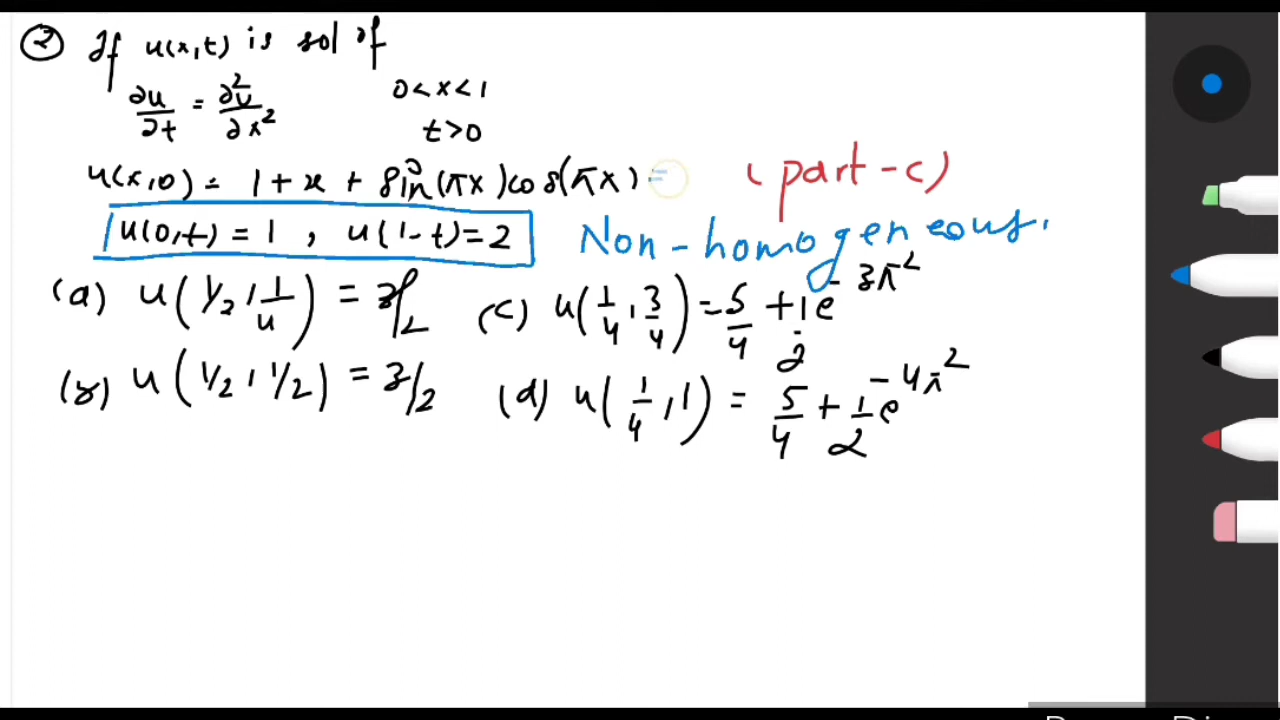 ② If u(x,t) is sol of
∂u/∂t = ∂²u/∂x² 0<x<1
t>0
u(x,0) = 1+x + sin(πx)cos(πx) =
(part-c)
u(0,t) = 1 , u(1-t)=2
Non-homogeneous.
(a) u(1/2, 1/4) = 3/2
(c) u(1/4, 3/4) = 5/4 + 1/2 e^-3π²
(b) u(1/2, 1/2) = 3/2
(d) u(1/4, 1) = 5/4 + 1/2 e^-4π²